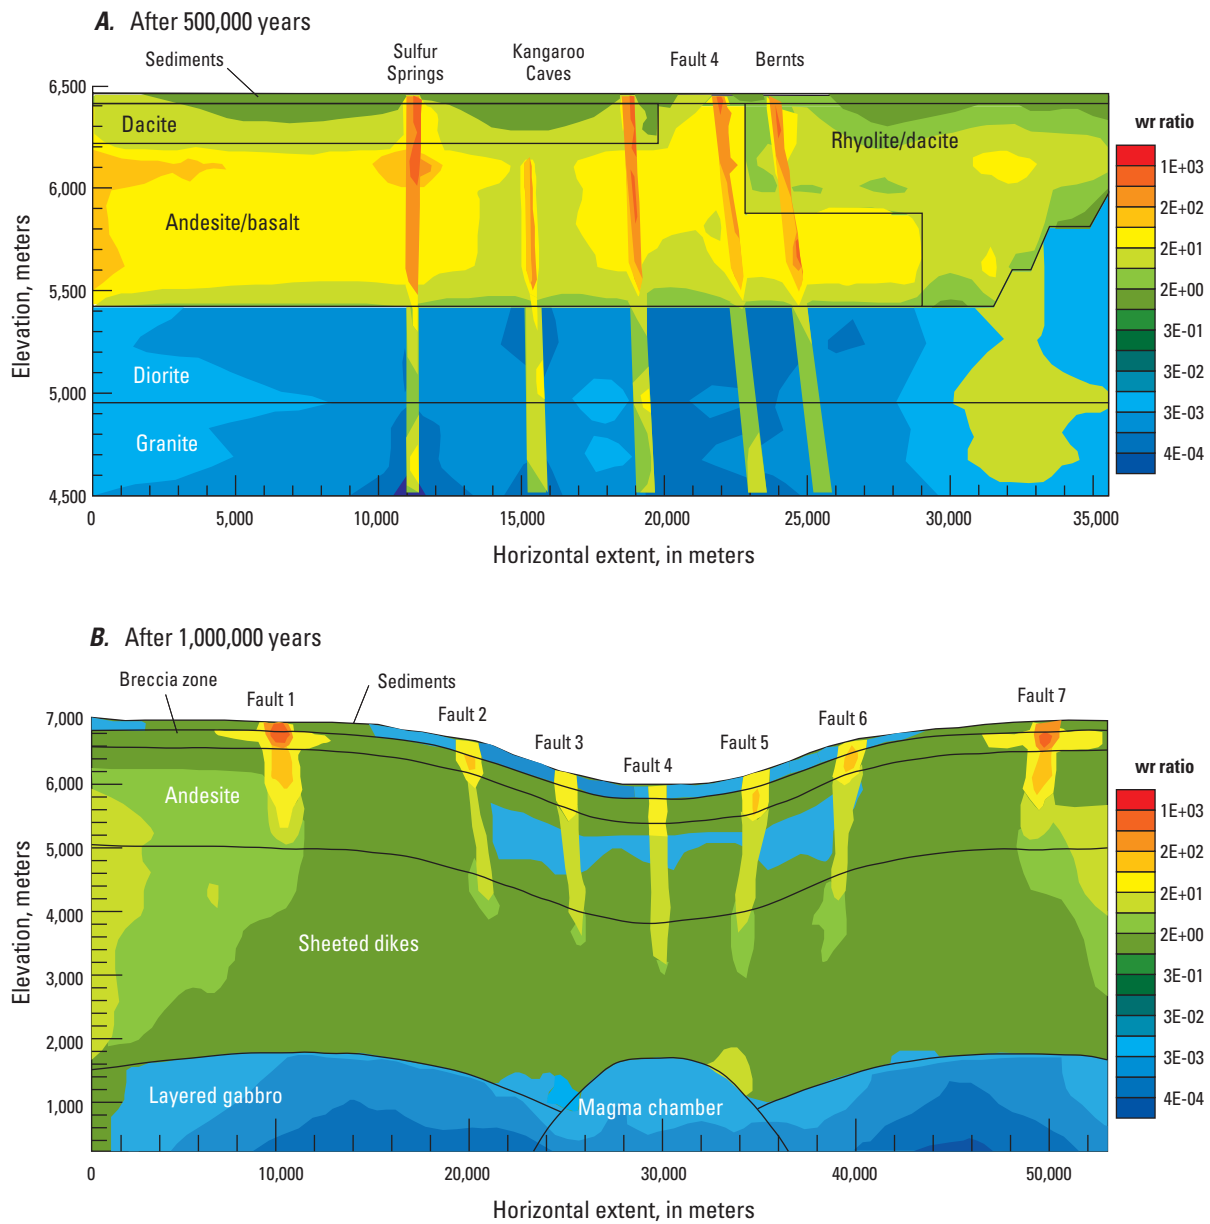 A. After 500,000 years
Sediments
Sulfur
Springs
Kangaroo
Caves
Fault 4
Bernts
6,500
6,000
5,500
5,000
4,500
Elevation, meters
Dacite
Rhyolite/dacite
Andesite/basalt
Diorite
Granite
0
5,000
10,000
15,000
20,000
25,000
30,000
35,000
Horizontal extent, in meters
wr ratio
1E+03
2E+02
2E+01
2E+00
3E-01
3E-02
3E-03
4E-04
B. After 1,000,000 years
Breccia zone
Sediments
Fault 1
Fault 2
Fault 3
Fault 4
Fault 5
Fault 6
Fault 7
7,000
6,000
5,000
4,000
3,000
2,000
1,000
Elevation, meters
Andesite
Sheeted dikes
Layered gabbro
Magma chamber
0
10,000
20,000
30,000
40,000
50,000
Horizontal extent, in meters
wr ratio
1E+03
2E+02
2E+01
2E+00
3E-01
3E-02
3E-03
4E-04